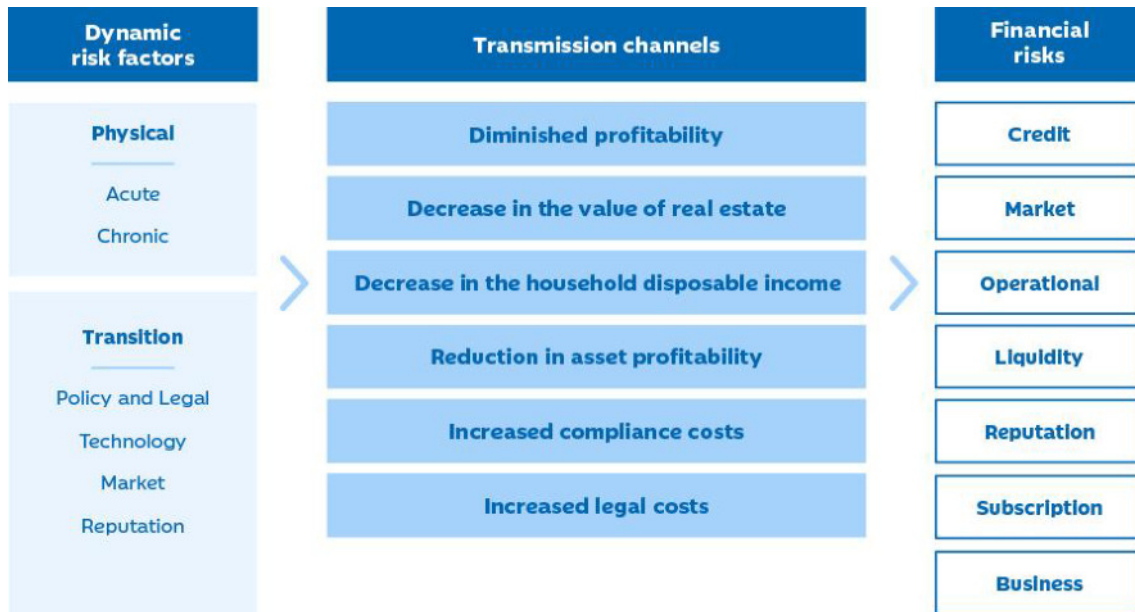 Dynamic
risk factors
Physical
Acute
Chronic
Transition
Policy and Legal
Technology
Market
Reputation
Transmission channels
Diminished profitability
Decrease in the value of real estate
Decrease in the household disposable income
Reduction in asset profitability
Increased compliance costs
Increased legal costs
Financial
risks
Credit
Market
Operational
Liquidity
Reputation
Subscription
Business